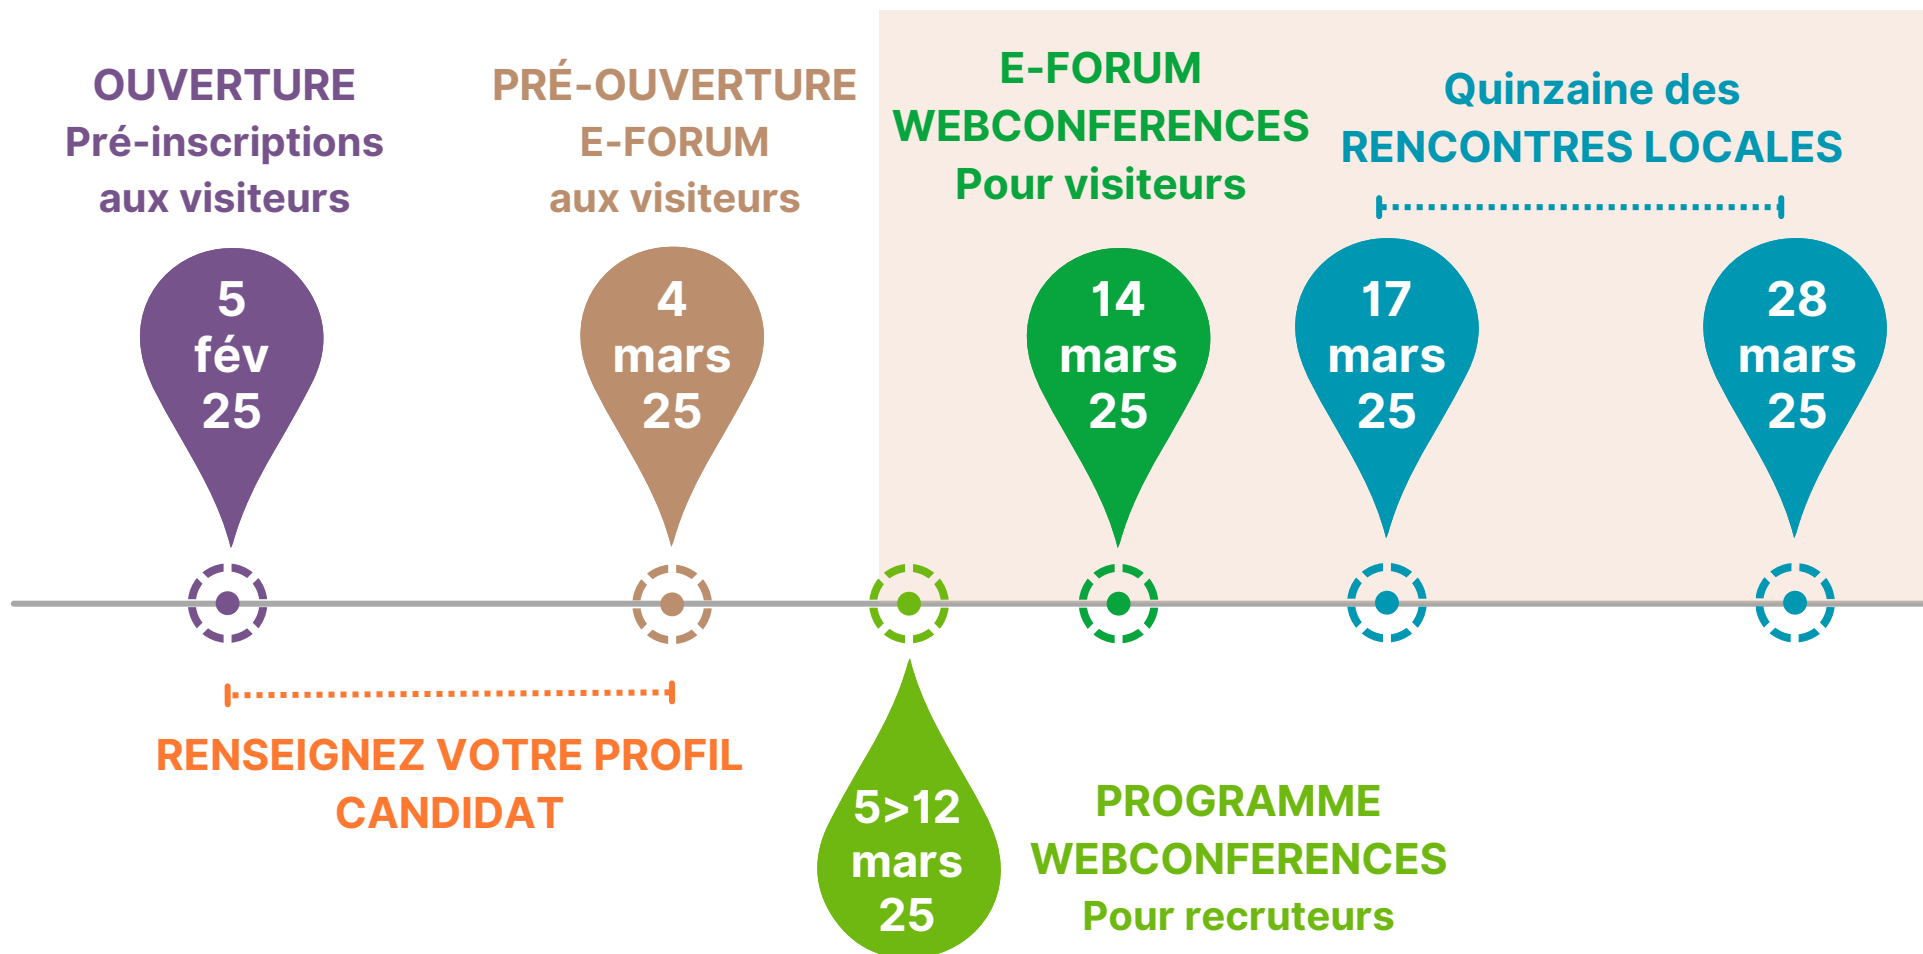 OUVERTURE
Pré-inscriptions
aux visiteurs
5
fév
25
PRÉ-OUVERTURE
E-FORUM
aux visiteurs
4
mars
25
E-FORUM
WEBCONFERENCES
Pour visiteurs
14
mars
25
Quinzaine des
RENCONTRES LOCALES
17
mars
25
28
mars
25
RENSEIGNEZ VOTRE PROFIL
CANDIDAT
5>12
mars
25
PROGRAMME
WEBCONFERENCES
Pour recruteurs